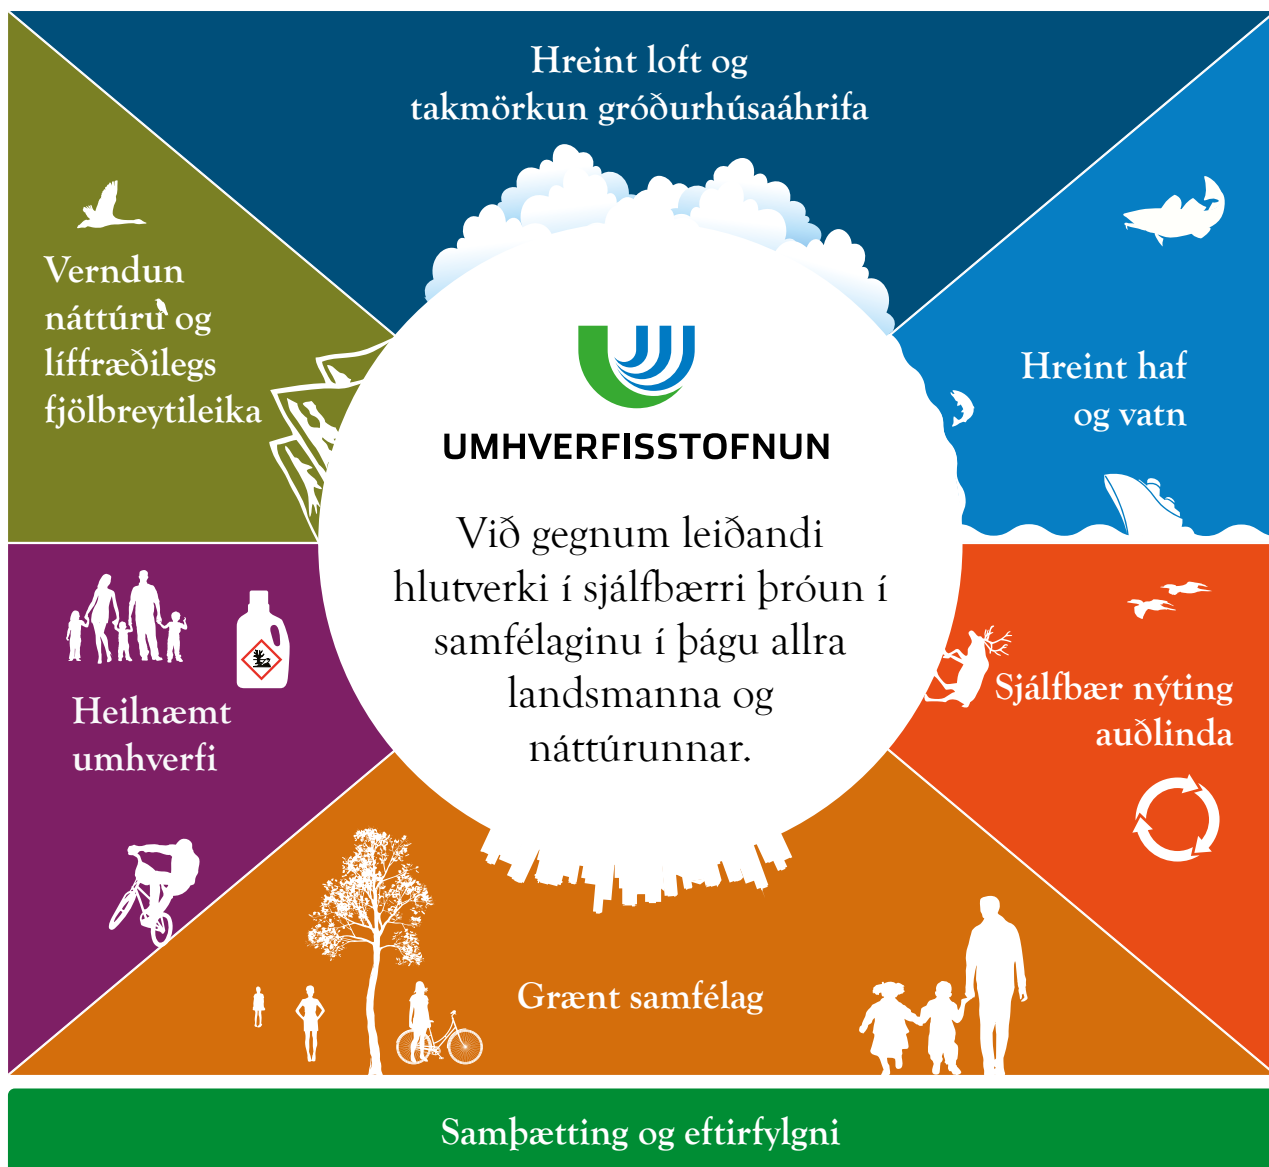 Hreint loft og
takmörkun gróðurhúsaáhrifa
Verndun
náttúru og
líffræðilegs
fjölbreytileika
Hreint haf
og vatn
UMHVERFISSTOFNUN
Við gegnum leiðandi
hlutverki í sjálfbærri þróun í
samfélaginu í þágu allra
landsmanna og
náttúrunnar.
Heilnæmt
umhverfi
Sjálfbær nýting
auðlinda
Grænt samfélag
Samþætting og eftirfylgni